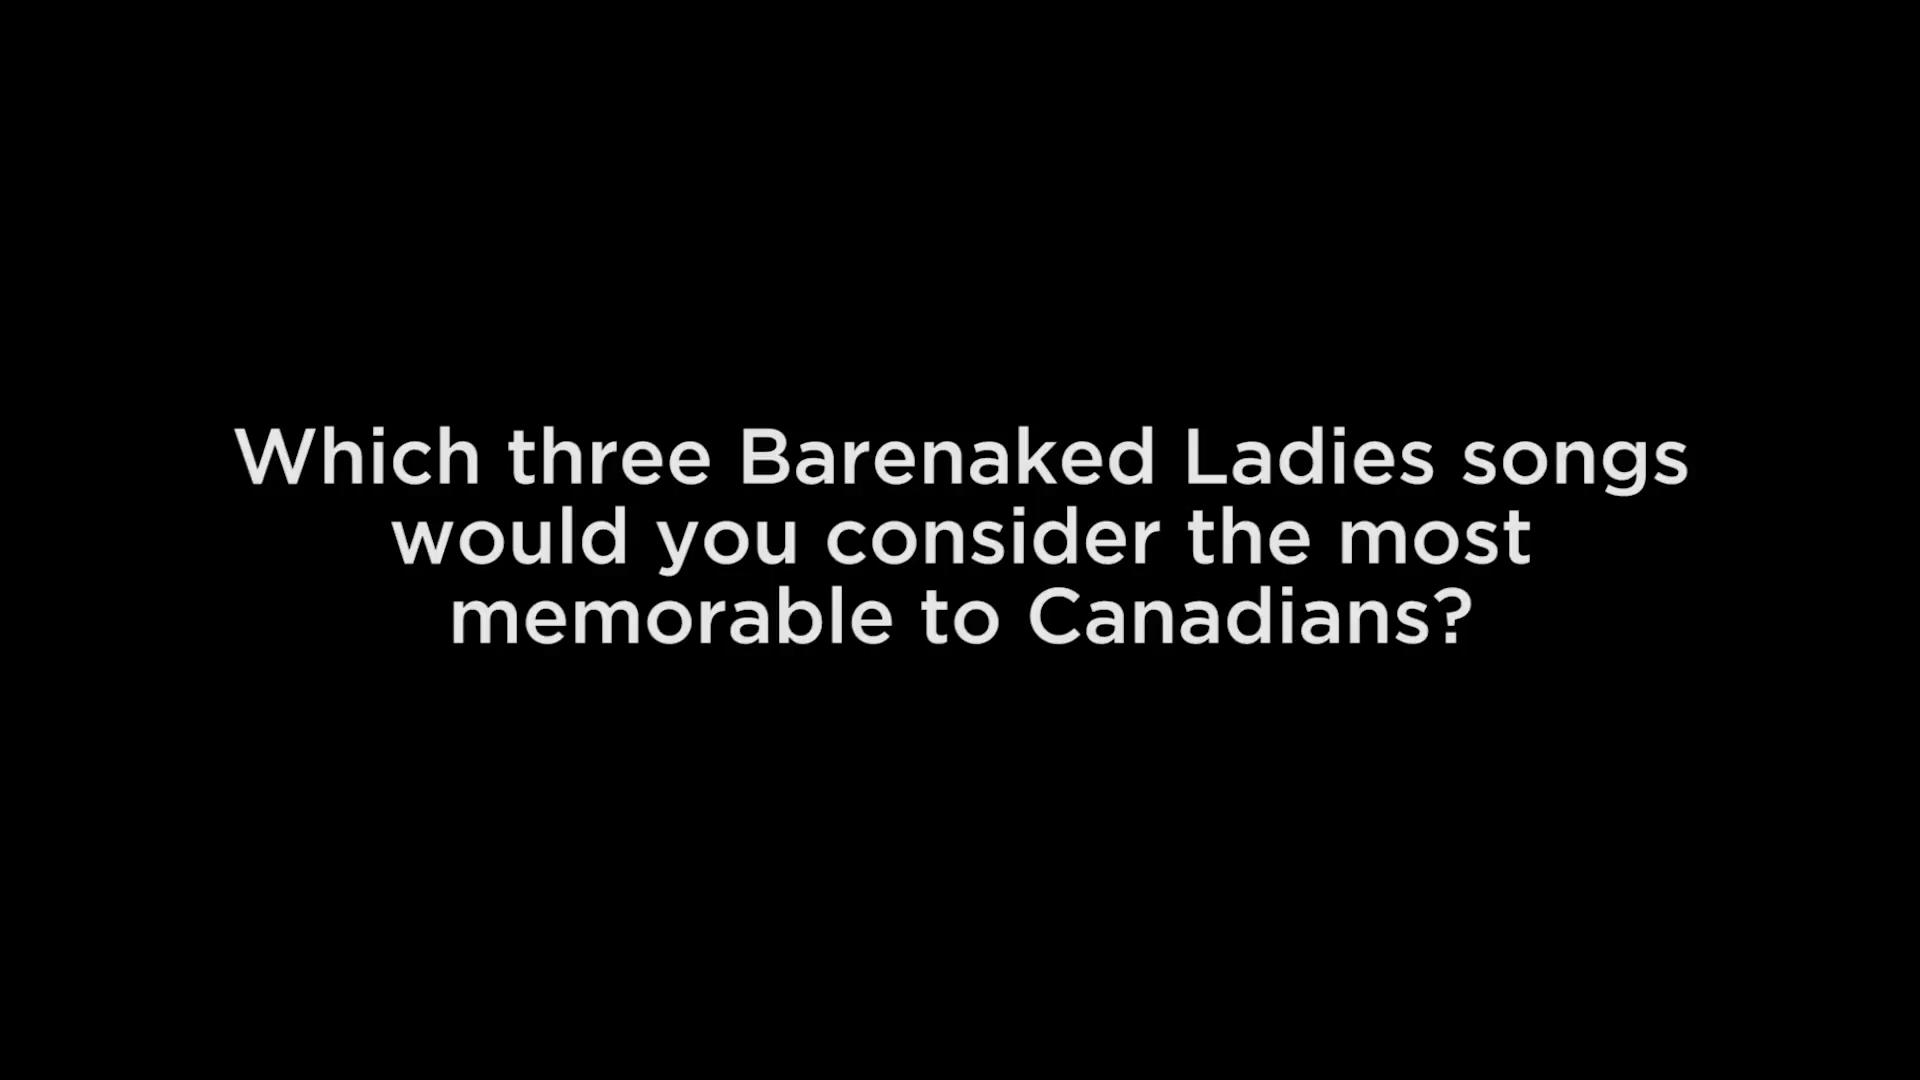 Which three Barenaked Ladies songs
would you consider the most
memorable to Canadians?